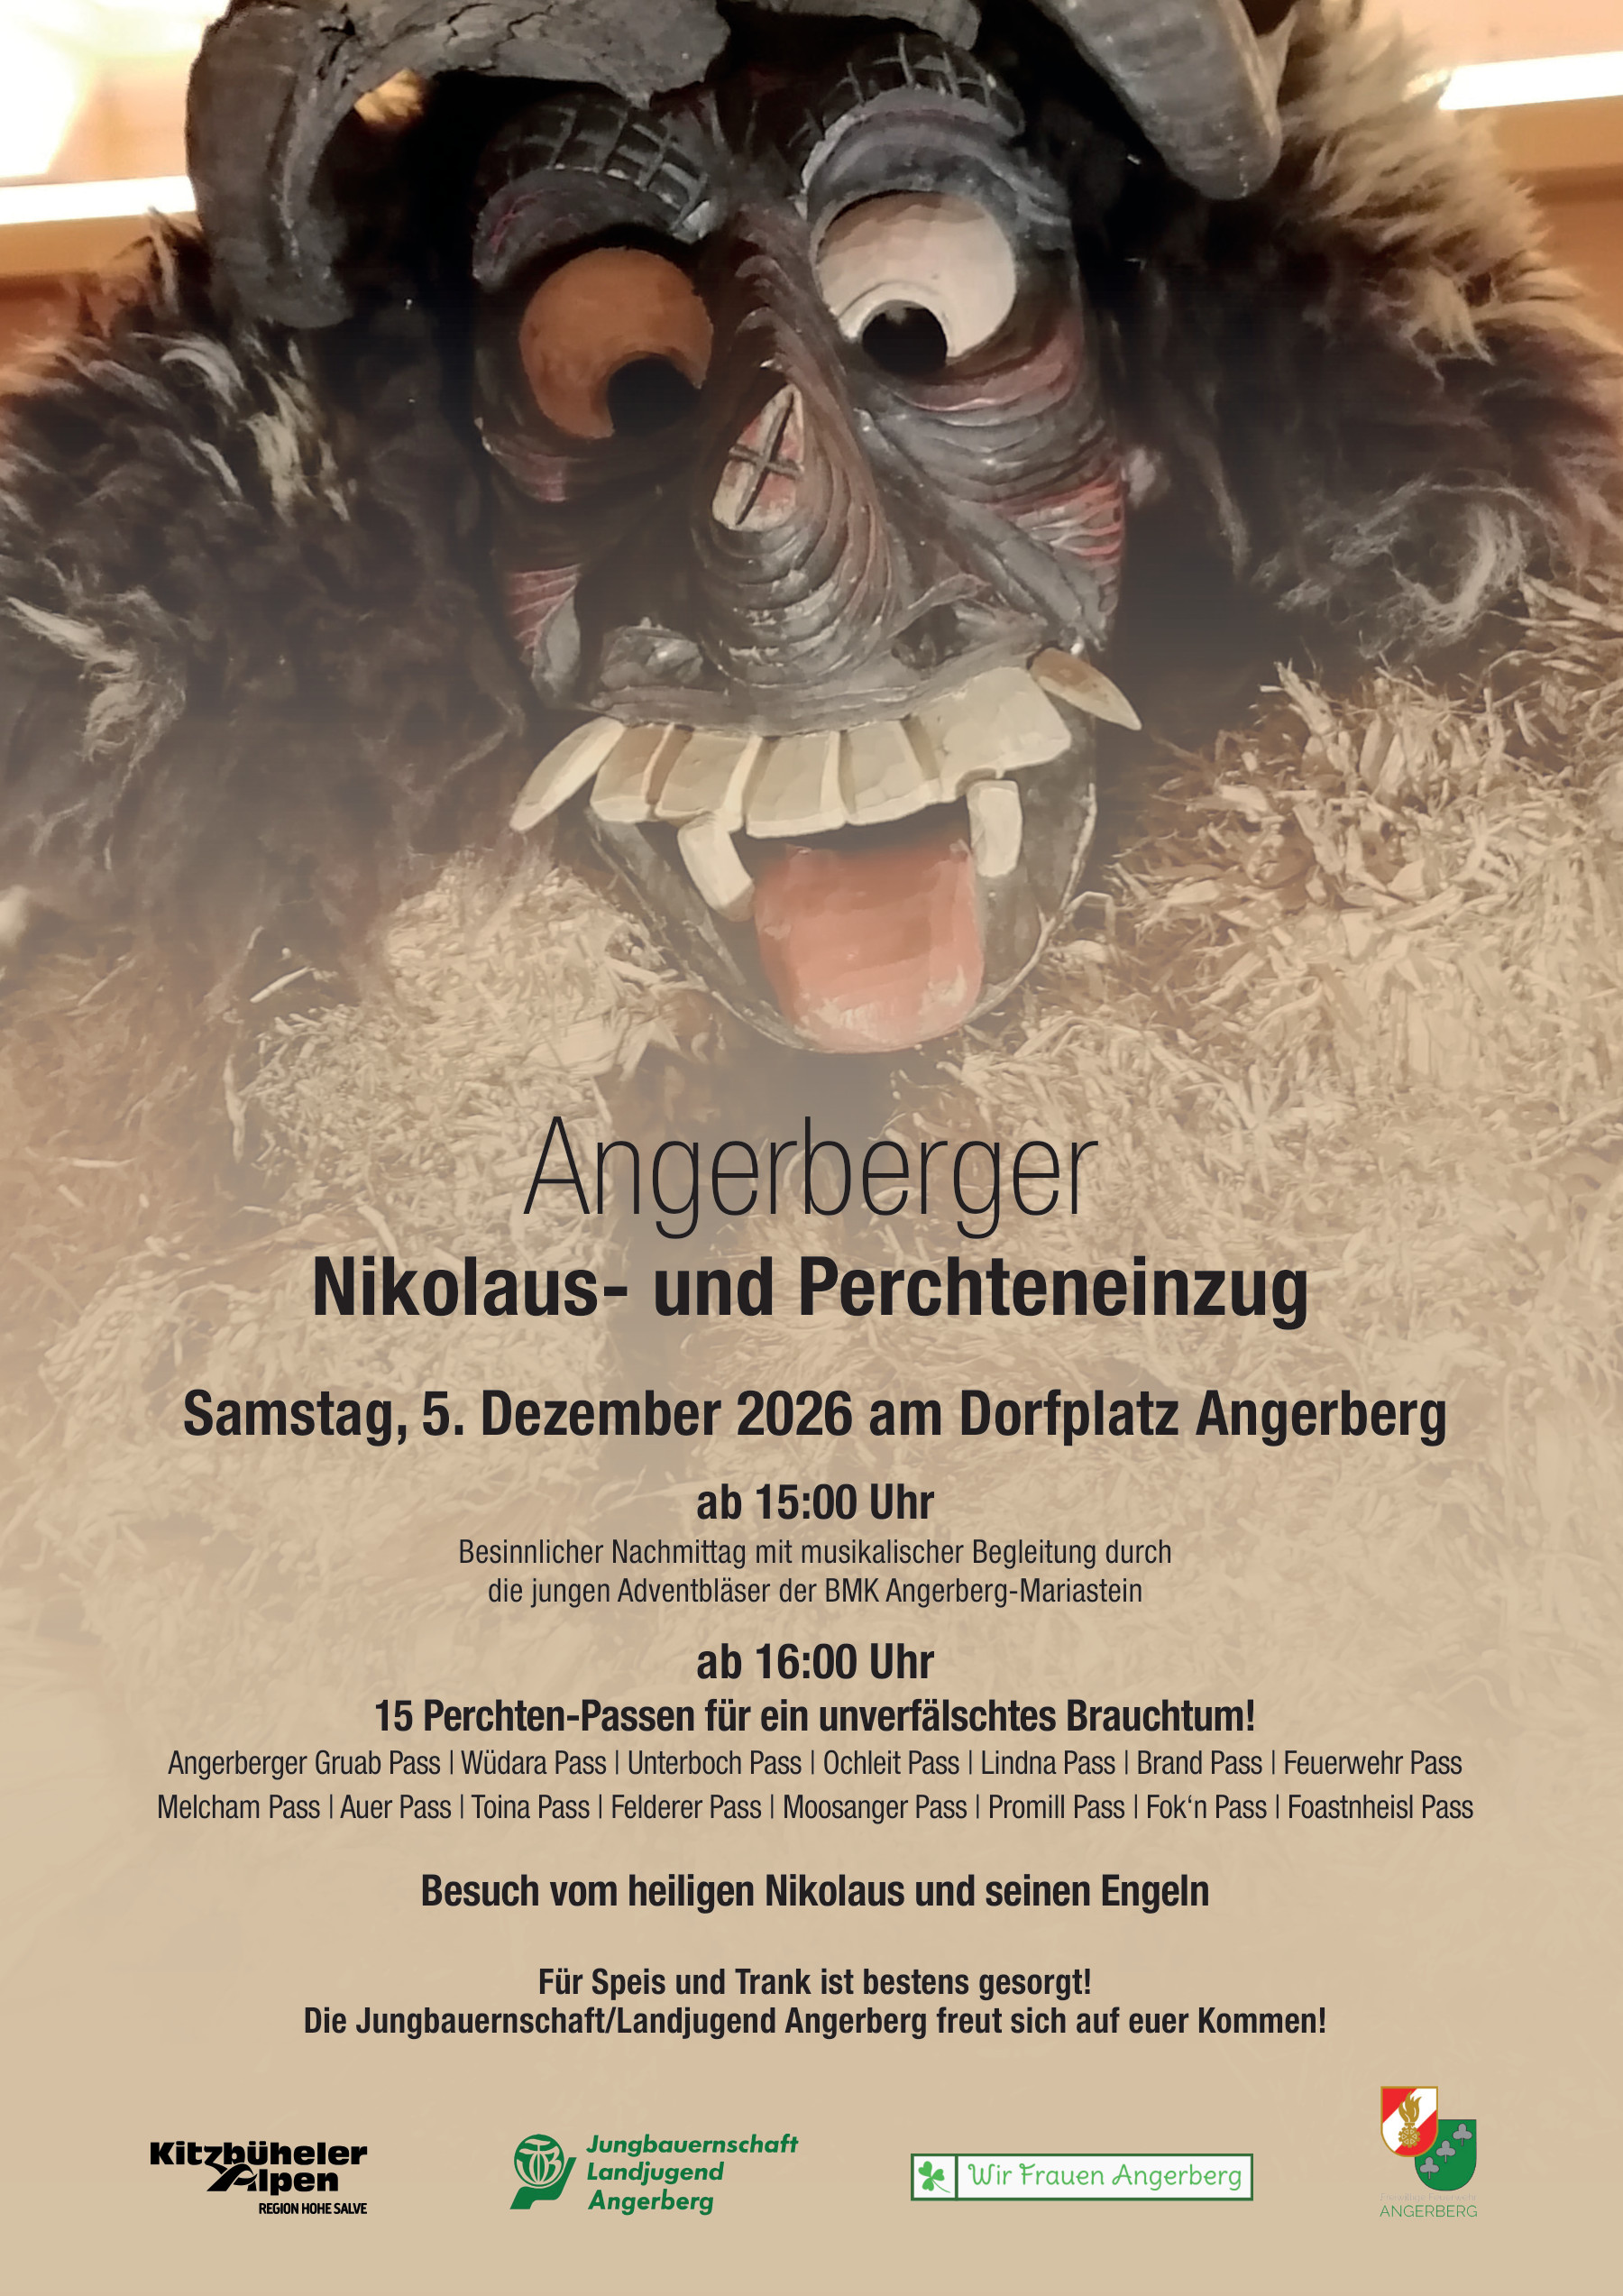 Angerberger
Nikolaus- und Perchteneinzug
Samstag, 5. Dezember 2026 am Dorfplatz Angerberg
ab 15:00 Uhr
Besinnlicher Nachmittag mit musikalischer Begleitung durch
die jungen Adventbläser der BMK Angerberg-Mariastein
ab 16:00 Uhr
15 Perchten-Passen für ein unverfälschtes Brauchtum!
Angerberger Gruab Pass | Wüdara Pass | Unterboch Pass | Ochleit Pass | Lindna Pass | Brand Pass | Feuerwehr Pass
Melcham Pass | Auer Pass | Toina Pass | Felderer Pass | Moosanger Pass | Promill Pass | Fok‘n Pass | Foastnheisl Pass
Besuch vom heiligen Nikolaus und seinen Engeln
Für Speis und Trank ist bestens gesorgt!
Die Jungbauernschaft/Landjugend Angerberg freut sich auf euer Kommen!
Kitzbüheler
Alpen
REGION HOHE SALVE
Jungbauernschaft
Landjugend
Angerberg
Wir Frauen Angerberg
ANGERBERG